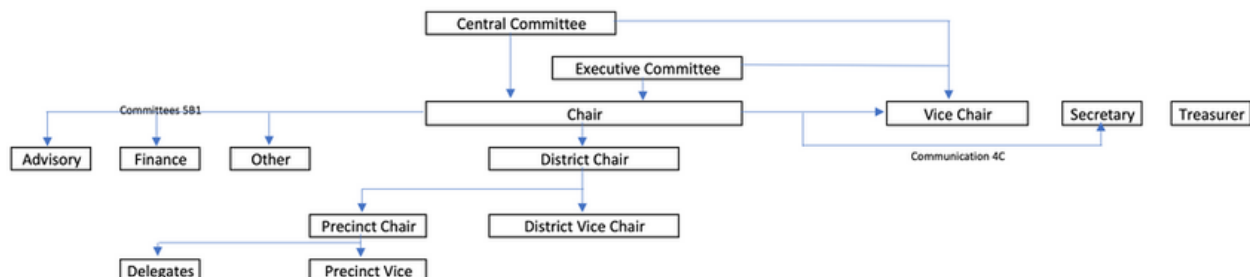 Central Committee
Executive Committee
Committees 5B1
Chair
Vice Chair
Secretary
Treasurer
Advisory
Finance
Other
District Chair
Communication 4C
Precinct Chair
District Vice Chair
Delegates
Precinct Vice